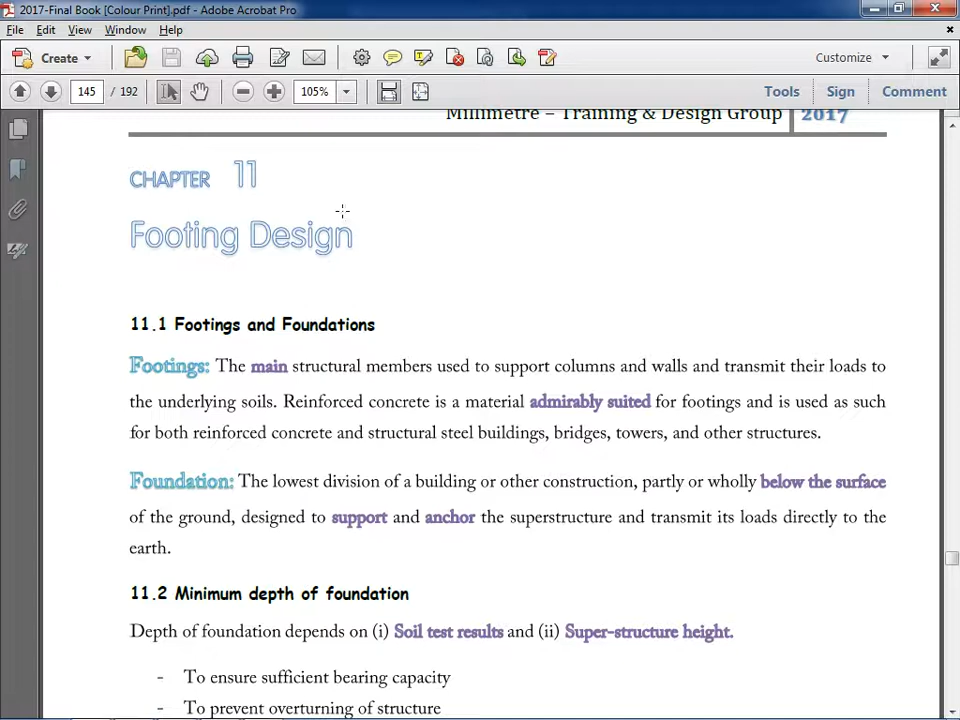 2017-Final Book [Colour Print].pdf - Adobe Acrobat Pro
File Edit View Window Help
Create
Customize
145 / 192
105%
Tools Sign Comment
Millimetre – Training & Design Group 2017
CHAPTER 11
Footing Design
11.1 Footings and Foundations
Footings: The main structural members used to support columns and walls and transmit their loads to
the underlying soils. Reinforced concrete is a material admirably suited for footings and is used as such
for both reinforced concrete and structural steel buildings, bridges, towers, and other structures.
Foundation: The lowest division of a building or other construction, partly or wholly below the surface
of the ground, designed to support and anchor the superstructure and transmit its loads directly to the
earth.
11.2 Minimum depth of foundation
Depth of foundation depends on (i) Soil test results and (ii) Super-structure height.
- To ensure sufficient bearing capacity
- To prevent overturning of structure